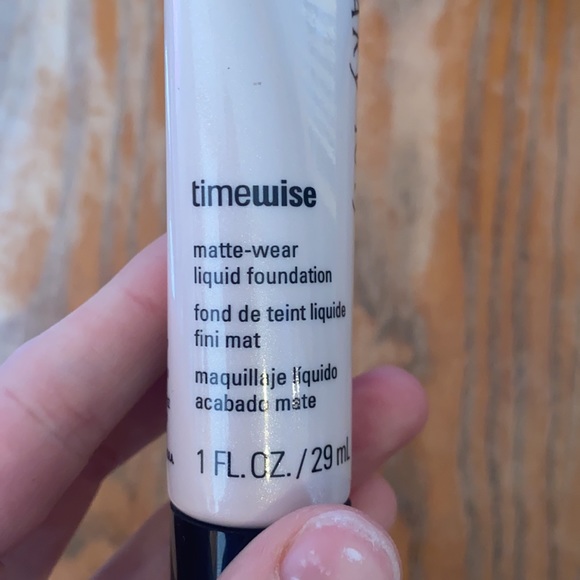 timewise
matte-wear
liquid foundation
fond de teint liquide
fini mat
maquillaje líquido
acabado mate
1 FL. OZ. / 29 mL